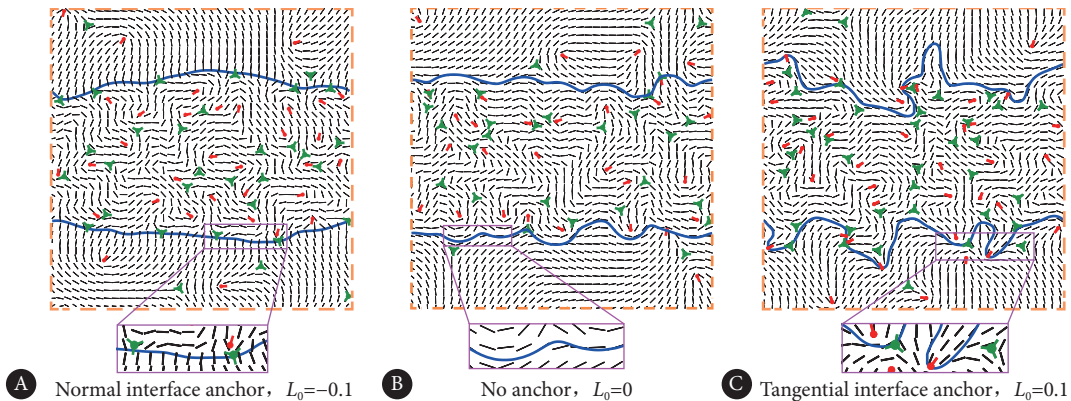 A Normal interface anchor, L₀=−0.1
B No anchor, L₀=0
C Tangential interface anchor, L₀=0.1